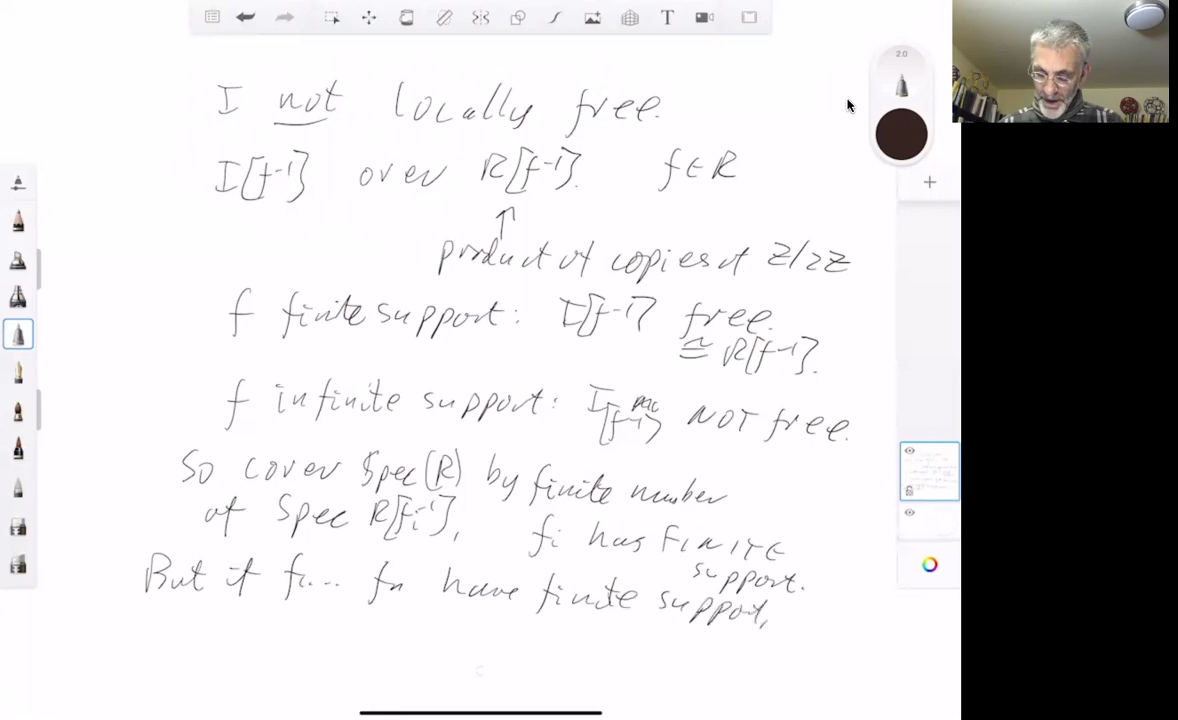 I not locally free.
I[f⁻¹] over R[f⁻¹]. f ∈ R
↑
product of copies of Z/2Z
f finite support: I[f⁻¹] free.
≅ R[f⁻¹].
f infinite support: I[f⁻¹] NOT free.
So cover Spec(R) by finite number
of Spec R[fᵢ⁻¹], fᵢ has FINITE
support.
But if f₁... fn have finite support,
2.0
T